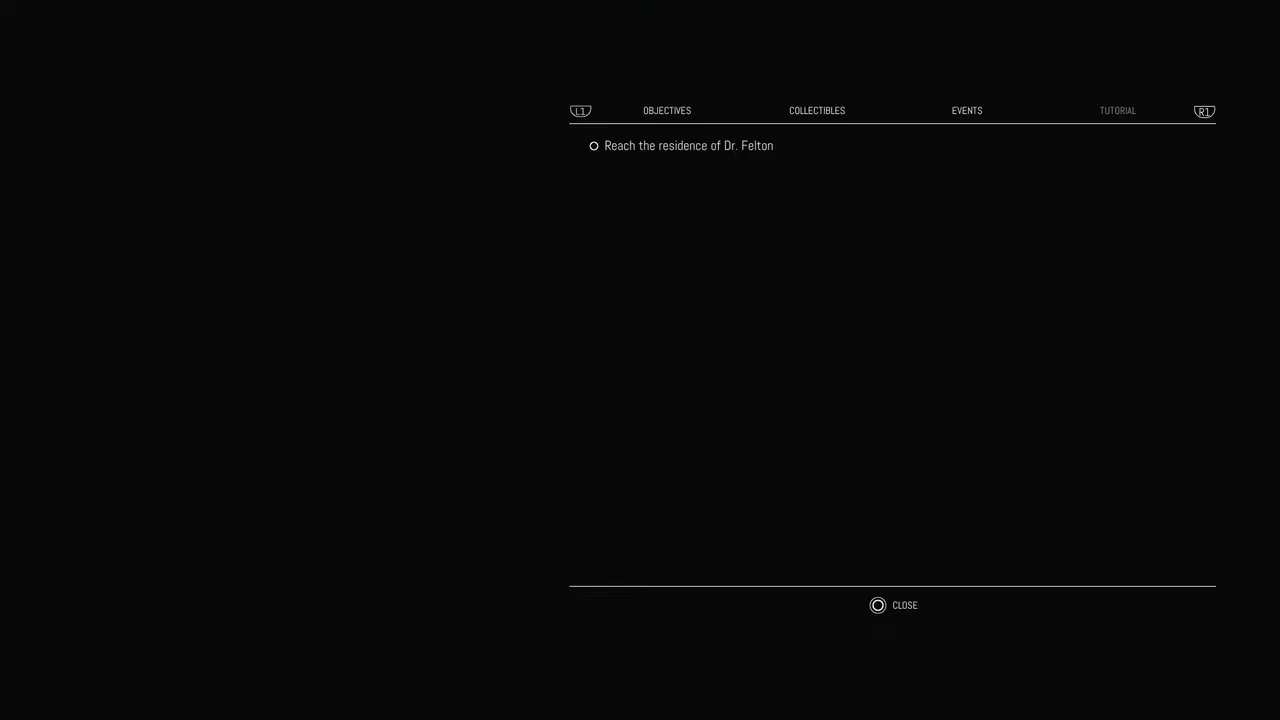 L1 OBJECTIVES COLLECTIBLES EVENTS TUTORIAL R1
Reach the residence of Dr. Felton
CLOSE